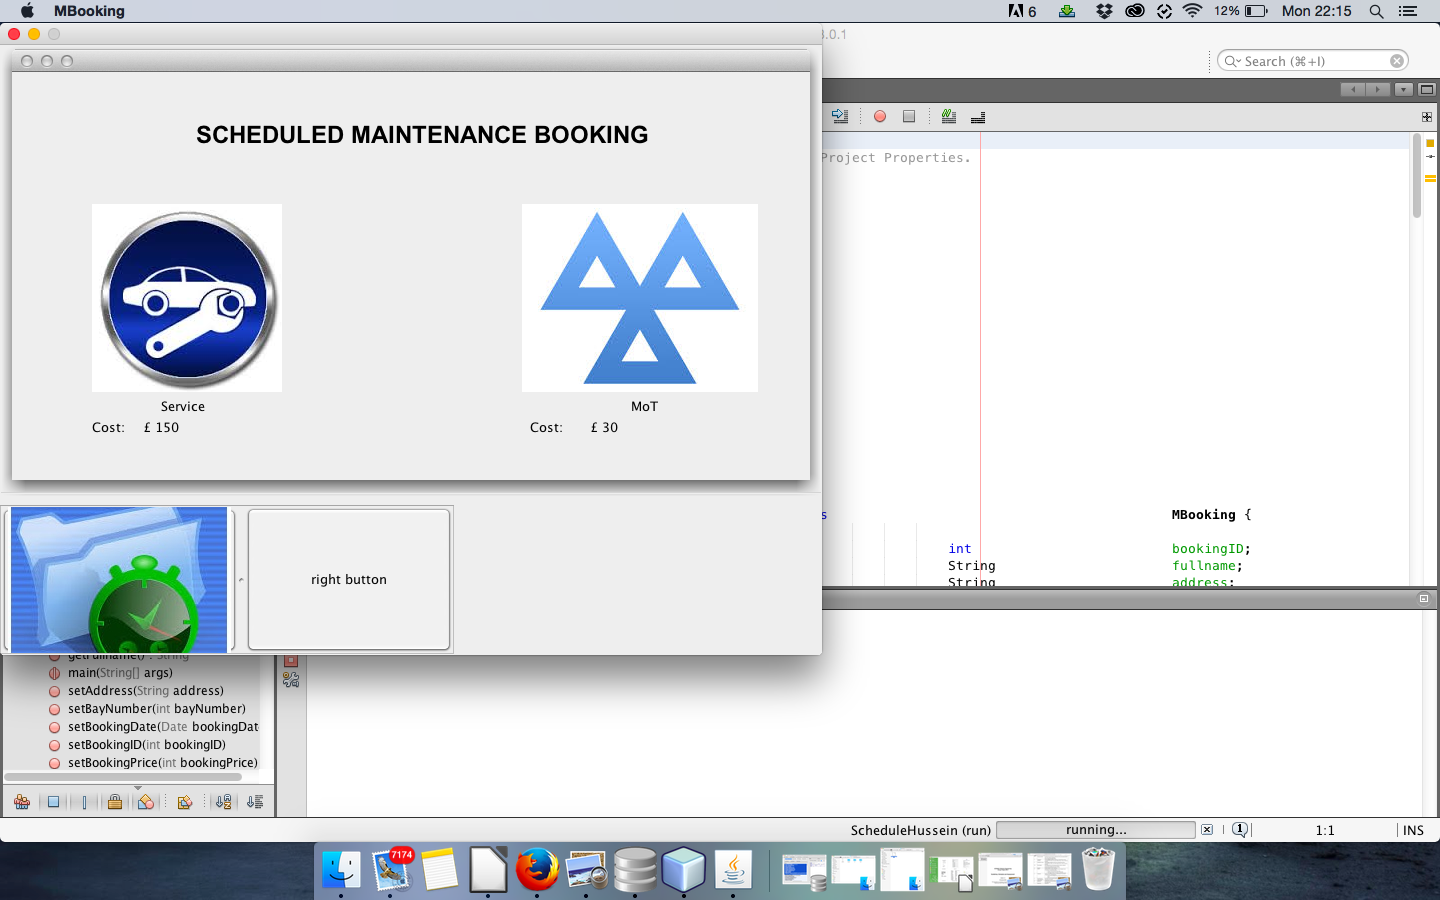 MBooking
6
12%
Mon 22:15
3.0.1
Search (⌘+I)
SCHEDULED MAINTENANCE BOOKING
Project Properties.
Service
MoT
Cost: £ 150
Cost: £ 30
s
MBooking {
int bookingID;
String fullname;
String address;
right button
getFullname() : String
main(String[] args)
setAddress(String address)
setBayNumber(int bayNumber)
setBookingDate(Date bookingDat
setBookingID(int bookingID)
setBookingPrice(int bookingPrice)
ScheduleHussein (run)
running...
1
1:1
INS
7174